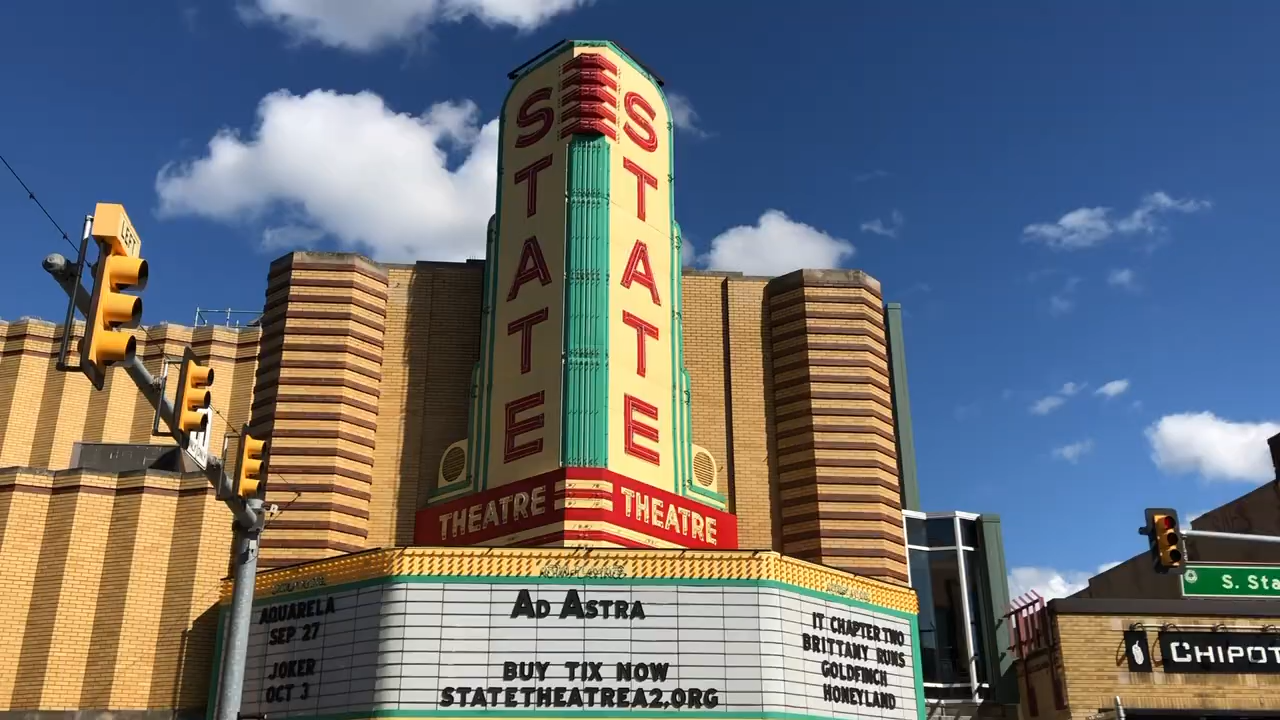 STATE
STATE
THEATRE
THEATRE
LEFT
AQUARELA
SEP 27
JOKER
OCT 3
AD ASTRA
BUY TIX NOW
STATETHEATREA2.ORG
IT CHAPTER TWO
BRITTANY RUNS
GOLDFINCH
HONEYLAND
S. Sta
CHIPOT